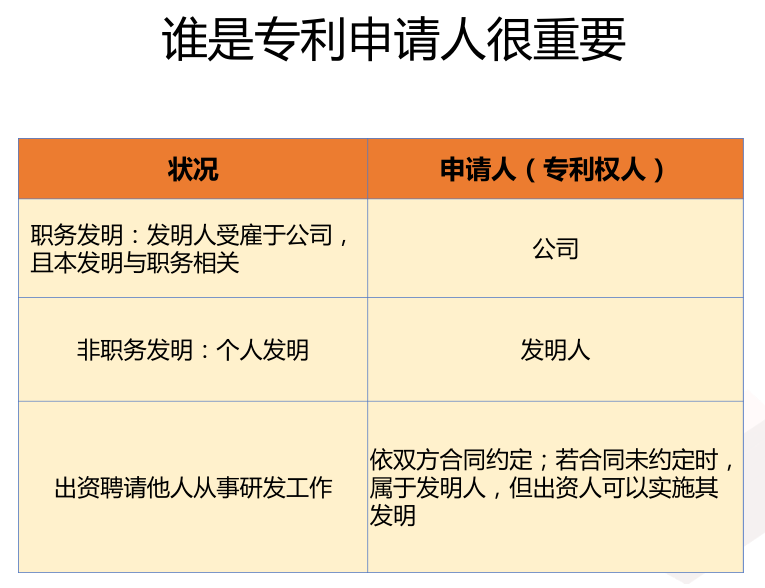 谁是专利申请人很重要
状况
申请人（专利权人）
职务发明：发明人受雇于公司，
且本发明与职务相关
公司
非职务发明：个人发明
发明人
出资聘请他人从事研发工作
依双方合同约定；若合同未约定时，
属于发明人，但出资人可以实施其
发明